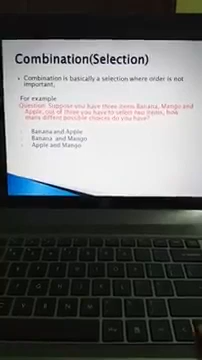 Combination(Selection)
Combination is basically a selection where order is not
important,
For example
Question: Suppose you have three items Banana, Mango and
Apple, out of three you have to select two items, how
many different possible choices do you have?
Banana and Apple
Banana and Mango
Apple and Mango